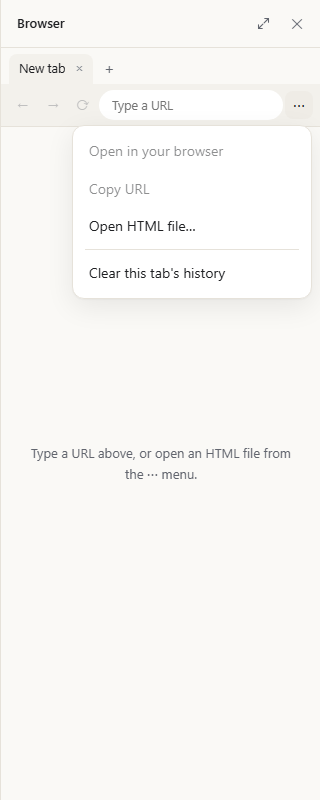 Browser
New tab
Type a URL
Open in your browser
Copy URL
Open HTML file...
Clear this tab's history
Type a URL above, or open an HTML file from
the ··· menu.